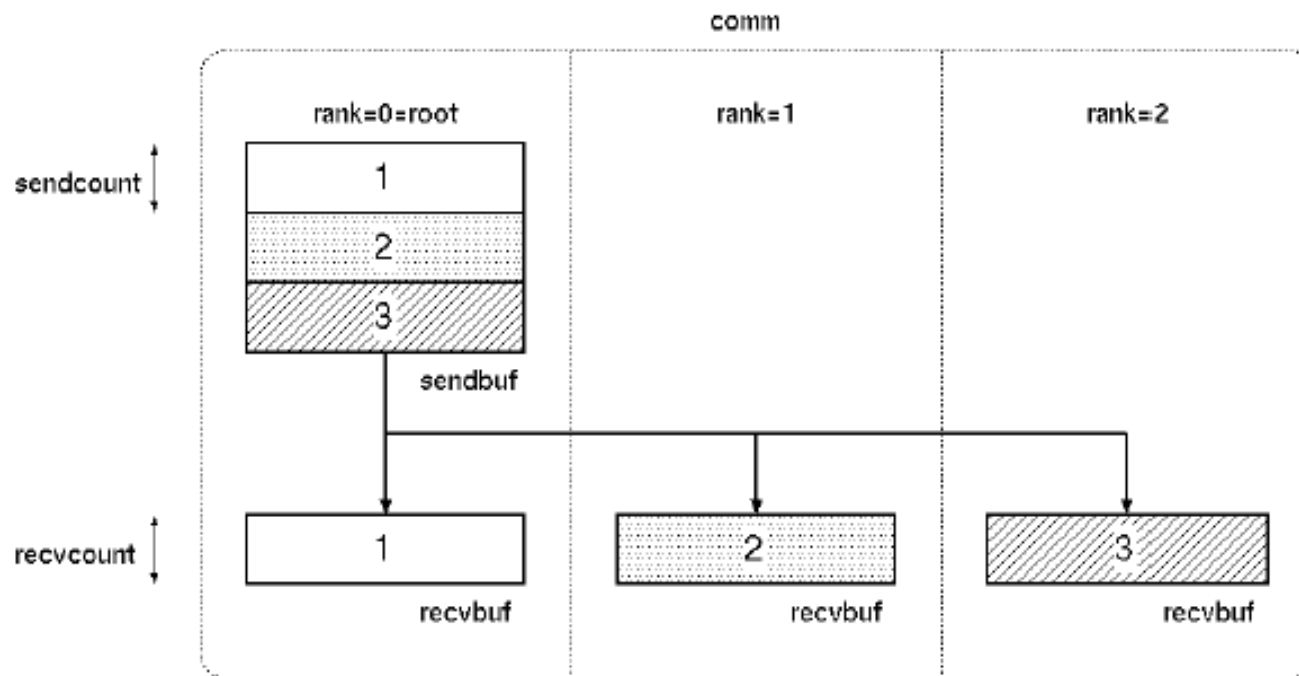 comm
rank=0=root
rank=1
rank=2
sendcount
1
2
3
sendbuf
recvcount
1
2
3
recvbuf
recvbuf
recvbuf